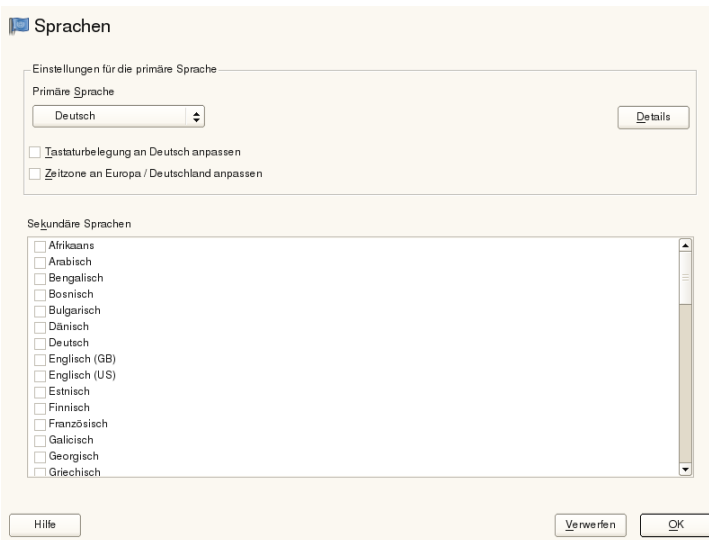 Sprachen
Einstellungen für die primäre Sprache
Primäre Sprache
Deutsch
Details
Tastaturbelegung an Deutsch anpassen
Zeitzone an Europa / Deutschland anpassen
Sekundäre Sprachen
Afrikaans
Arabisch
Bengalisch
Bosnisch
Bulgarisch
Dänisch
Deutsch
Englisch (GB)
Englisch (US)
Estnisch
Finnisch
Französisch
Galicisch
Georgisch
Griechisch
Hilfe
Verwerfen
OK